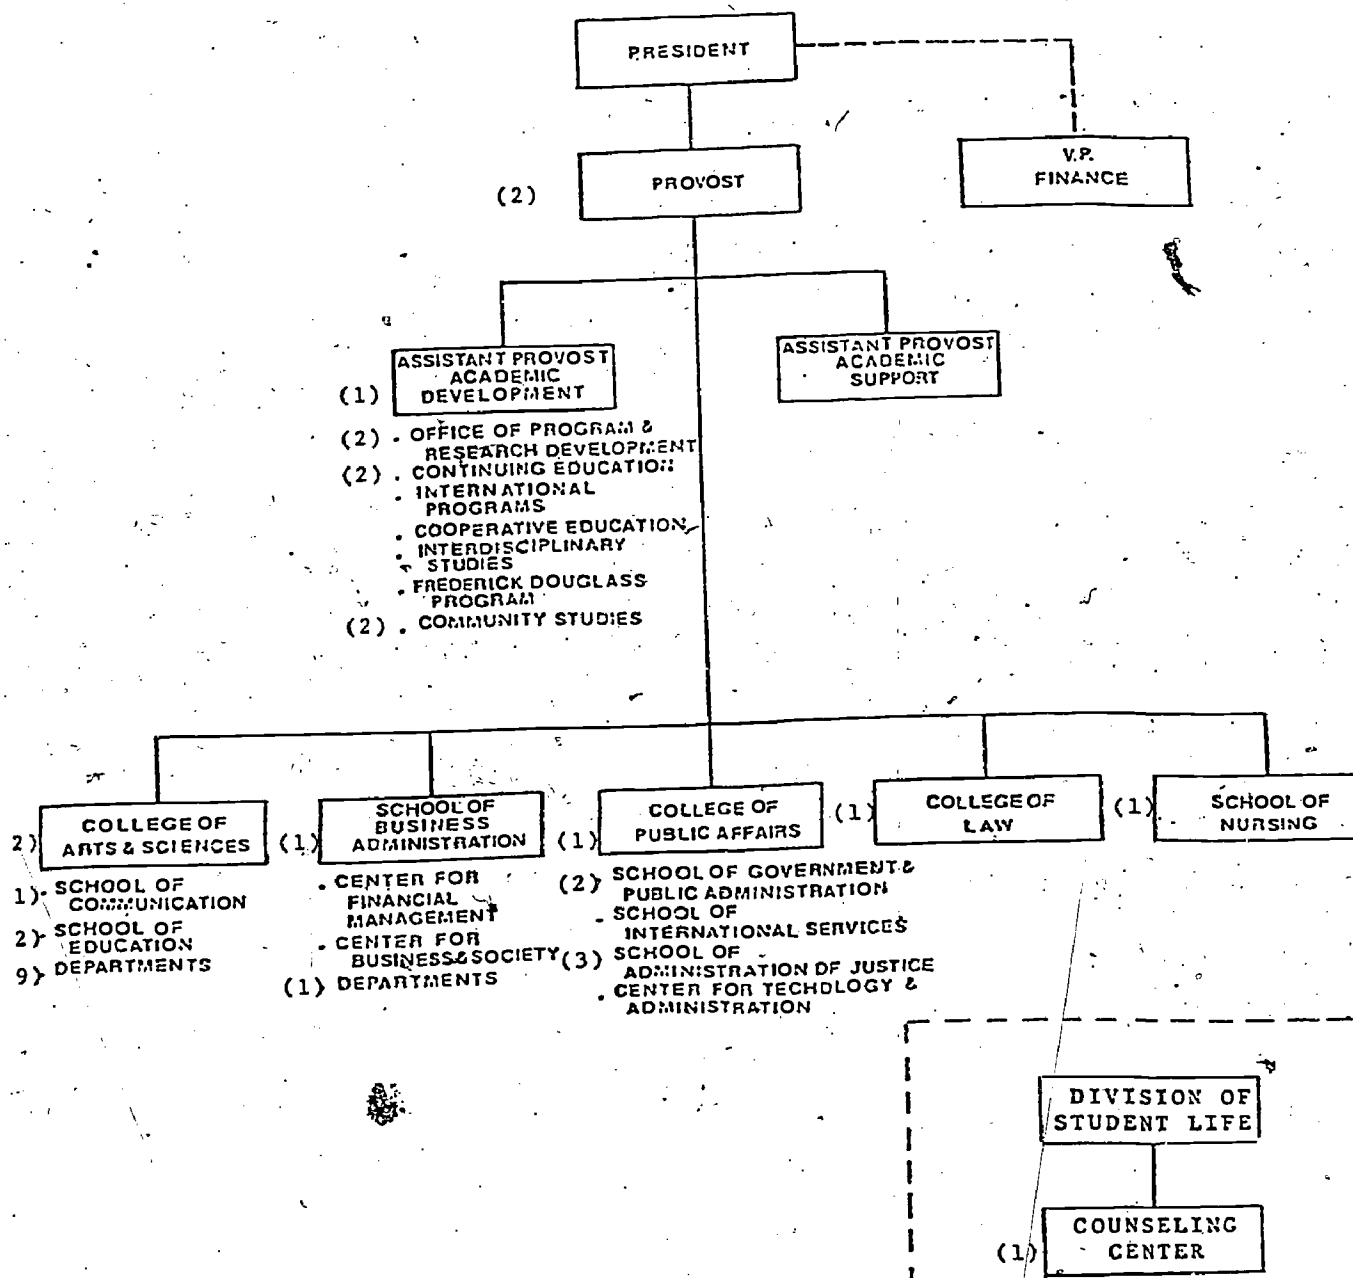 PRESIDENT
V.P.
FINANCE
(2) PROVOST
ASSISTANT PROVOST
ACADEMIC
(1) DEVELOPMENT
ASSISTANT PROVOST
ACADEMIC
SUPPORT
(2) . OFFICE OF PROGRAM &
RESEARCH DEVELOPMENT
(2) . CONTINUING EDUCATION
. INTERNATIONAL
PROGRAMS
. COOPERATIVE EDUCATION
. INTERDISCIPLINARY
STUDIES
. FREDERICK DOUGLASS
PROGRAM
(2) . COMMUNITY STUDIES
COLLEGE OF
2) ARTS & SCIENCES
1) . SCHOOL OF
COMMUNICATION
2) SCHOOL OF
EDUCATION
9) DEPARTMENTS
SCHOOL OF
BUSINESS
(1) ADMINISTRATION
. CENTER FOR
FINANCIAL
MANAGEMENT
. CENTER FOR
BUSINESS & SOCIETY
(1) DEPARTMENTS
COLLEGE OF
(1) PUBLIC AFFAIRS
(2) SCHOOL OF GOVERNMENT &
PUBLIC ADMINISTRATION
. SCHOOL OF
INTERNATIONAL SERVICES
(3) SCHOOL OF
ADMINISTRATION OF JUSTICE
. CENTER FOR TECHDLOGY &
ADMINISTRATION
(1) COLLEGE OF
LAW
(1) SCHOOL OF
NURSING
DIVISION OF
STUDENT LIFE
COUNSELING
(1) CENTER